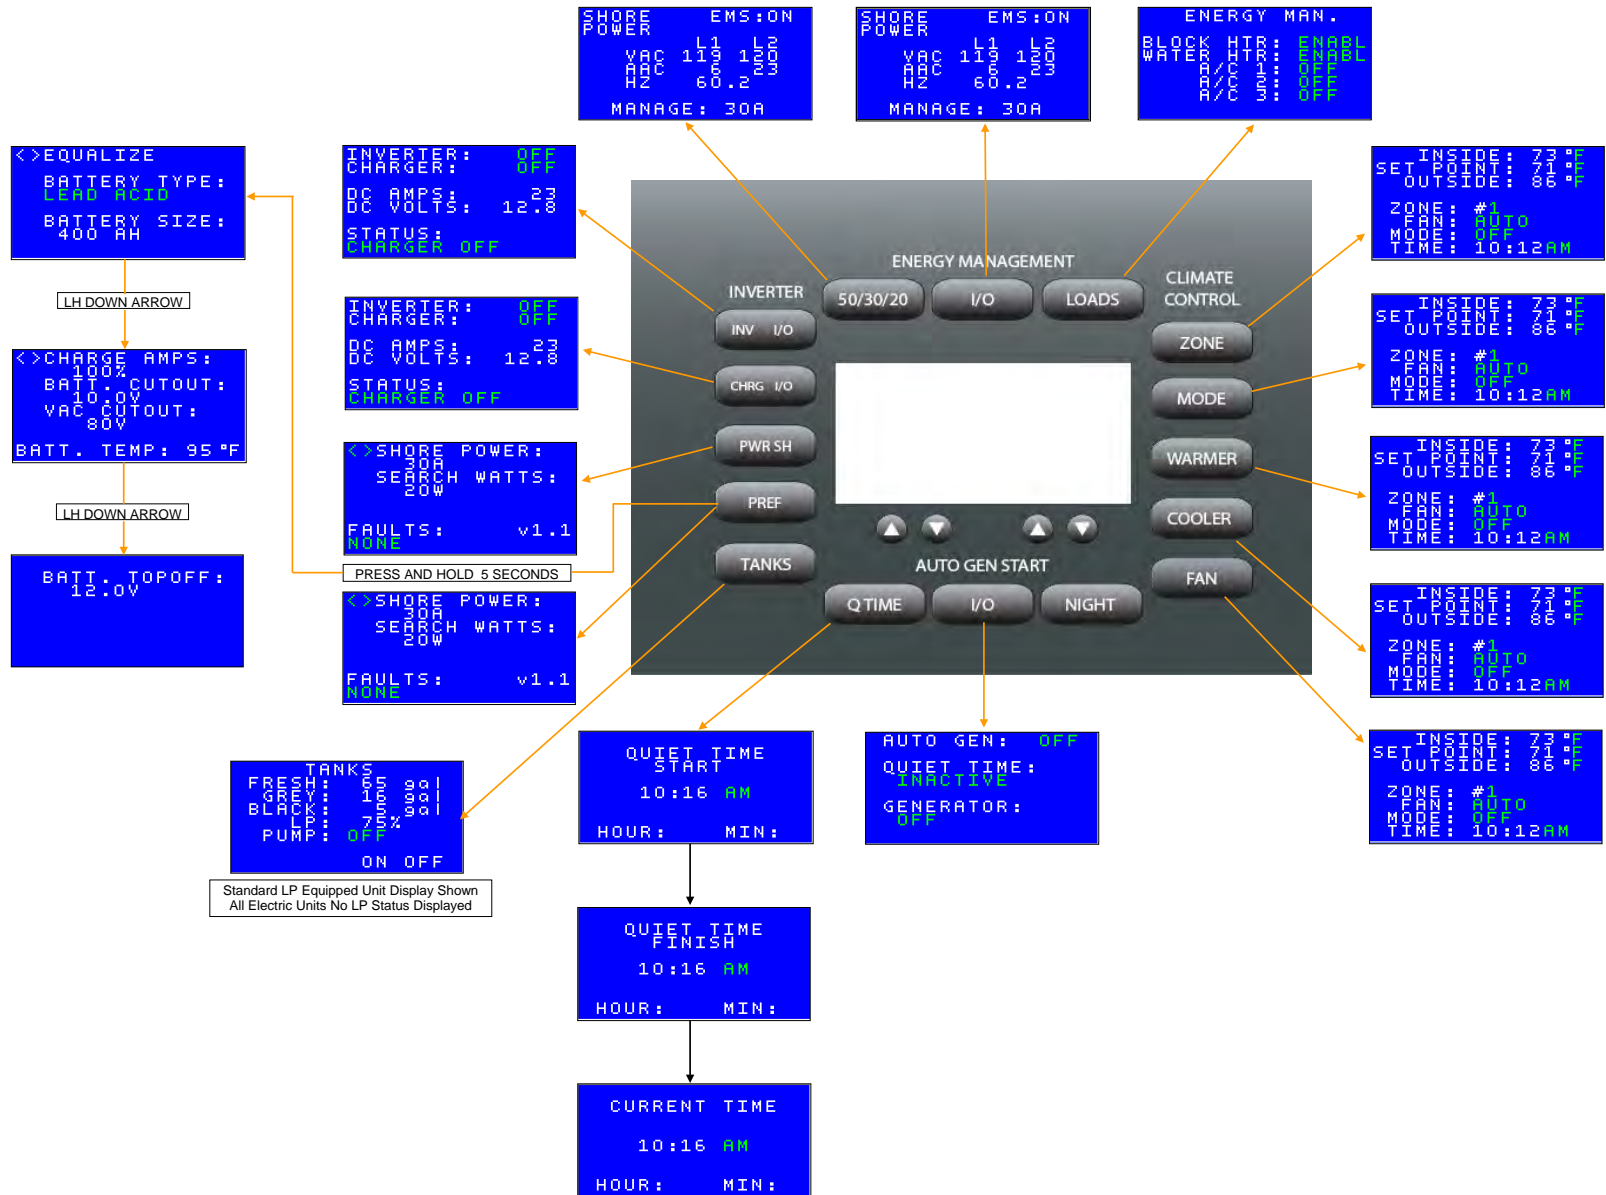 SHORE EMS:ON
POWER
L1 L2
VAC 119 120
AAC 6 23
HZ 60.2
MANAGE: 30A
SHORE EMS:ON
POWER
L1 L2
VAC 119 120
AAC 6 23
HZ 60.2
MANAGE: 30A
ENERGY MAN.
BLOCK HTR: ENABL
WATER HTR: ENABL
A/C 1: OFF
A/C 2: OFF
A/C 3: OFF
<>EQUALIZE
BATTERY TYPE:
LEAD ACID
BATTERY SIZE:
400 AH
LH DOWN ARROW
<>CHARGE AMPS:
100%
BATT. CUTOUT:
10.0V
VAC CUTOUT:
80V
BATT. TEMP: 95 °F
LH DOWN ARROW
BATT. TOPOFF:
12.0V
INVERTER: OFF
CHARGER: OFF
DC AMPS: 23
DC VOLTS: 12.8
STATUS:
CHARGER OFF
INVERTER: OFF
CHARGER: OFF
DC AMPS: 23
DC VOLTS: 12.8
STATUS:
CHARGER OFF
<>SHORE POWER:
30A
SEARCH WATTS:
20W
FAULTS: v1.1
NONE
PRESS AND HOLD 5 SECONDS
<>SHORE POWER:
30A
SEARCH WATTS:
20W
FAULTS: v1.1
NONE
TANKS
FRESH: 65 gal
GREY: 16 gal
BLACK: 5 gal
LP: 75%
PUMP: OFF
ON OFF
Standard LP Equipped Unit Display Shown
All Electric Units No LP Status Displayed
ENERGY MANAGEMENT
50/30/20 I/O LOADS
INVERTER
INV I/O
CHRG I/O
PWR SH
PREF
TANKS
CLIMATE
CONTROL
ZONE
MODE
WARMER
COOLER
FAN
AUTO GEN START
Q TIME I/O NIGHT
QUIET TIME
START
10:16 AM
HOUR: MIN:
QUIET TIME
FINISH
10:16 AM
HOUR: MIN:
CURRENT TIME
10:16 AM
HOUR: MIN:
AUTO GEN: OFF
QUIET TIME:
INACTIVE
GENERATOR:
OFF
INSIDE: 73 °F
SET POINT: 71 °F
OUTSIDE: 86 °F
ZONE: #1
FAN: AUTO
MODE: OFF
TIME: 10:12AM
INSIDE: 73 °F
SET POINT: 71 °F
OUTSIDE: 86 °F
ZONE: #1
FAN: AUTO
MODE: OFF
TIME: 10:12AM
INSIDE: 73 °F
SET POINT: 71 °F
OUTSIDE: 86 °F
ZONE: #1
FAN: AUTO
MODE: OFF
TIME: 10:12AM
INSIDE: 73 °F
SET POINT: 71 °F
OUTSIDE: 86 °F
ZONE: #1
FAN: AUTO
MODE: OFF
TIME: 10:12AM
INSIDE: 73 °F
SET POINT: 71 °F
OUTSIDE: 86 °F
ZONE: #1
FAN: AUTO
MODE: OFF
TIME: 10:12AM